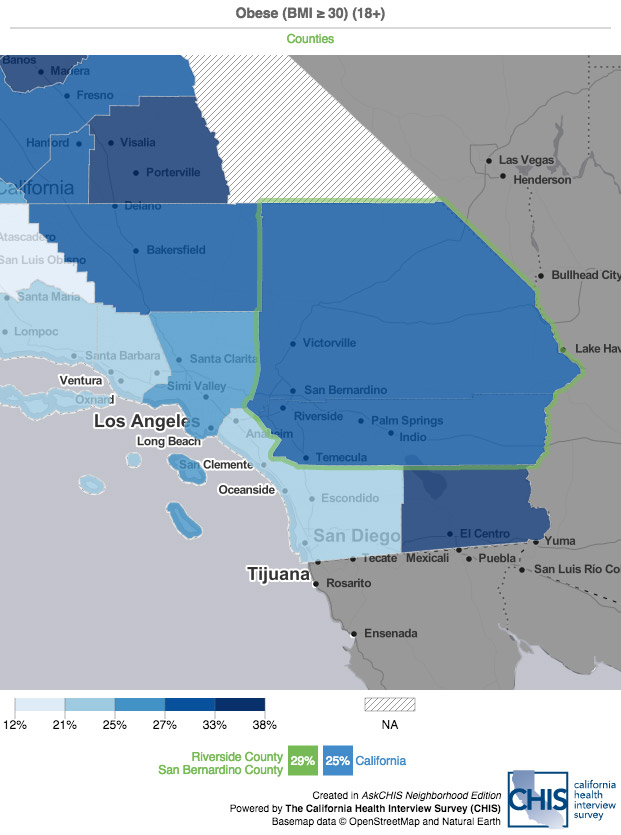 Obese (BMI ≥ 30) (18+)
Counties
Banos
Madera
Fresno
Hanford
Visalia
Porterville
California
Delano
Las Vegas
Henderson
Atascadero
San Luis Obispo
Bakersfield
Bullhead City
Santa Maria
Lompoc
Victorville
Lake Hav
Santa Barbara
Santa Clarita
Ventura
Simi Valley
San Bernardino
Oxnard
Los Angeles
Riverside
Palm Springs
Long Beach
Anaheim
Indio
San Clemente
Temecula
Oceanside
Escondido
San Diego
El Centro
Yuma
Tecate
Mexicali
Puebla
Tijuana
San Luis Rio Co
Rosarito
Ensenada
12% 21% 25% 27% 33% 38%
NA
Riverside County
San Bernardino County
29% 25% California
Created in AskCHIS Neighborhood Edition
Powered by The California Health Interview Survey (CHIS)
Basemap data © OpenStreetMap and Natural Earth
CHIS
california
health
interview
survey